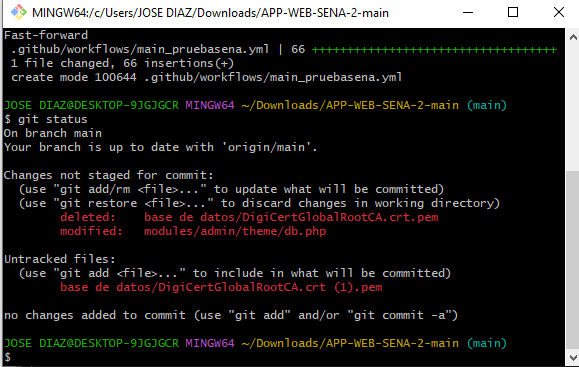 MINGW64:/c/Users/JOSE DIAZ/Downloads/APP-WEB-SENA-2-main
Fast-forward
 .github/workflows/main_pruebasena.yml | 66 ++++++++++++++++++++++++++++++++++++
 1 file changed, 66 insertions(+)
 create mode 100644 .github/workflows/main_pruebasena.yml

JOSE DIAZ@DESKTOP-9JGJGCR MINGW64 ~/Downloads/APP-WEB-SENA-2-main (main)
$ git status
On branch main
Your branch is up to date with 'origin/main'.

Changes not staged for commit:
  (use "git add/rm <file>..." to update what will be committed)
  (use "git restore <file>..." to discard changes in working directory)
        deleted:    base de datos/DigiCertGlobalRootCA.crt.pem
        modified:   modules/admin/theme/db.php

Untracked files:
  (use "git add <file>..." to include in what will be committed)
        base de datos/DigiCertGlobalRootCA.crt (1).pem

no changes added to commit (use "git add" and/or "git commit -a")

JOSE DIAZ@DESKTOP-9JGJGCR MINGW64 ~/Downloads/APP-WEB-SENA-2-main (main)
$